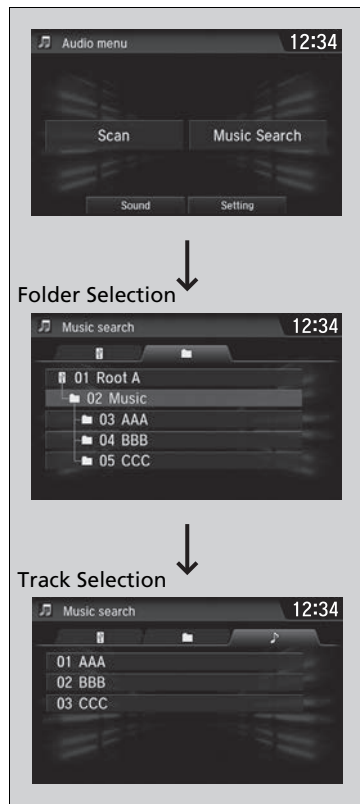 Audio menu 12:34
Scan Music Search
Sound Setting
Folder Selection
Music search 12:34
01 Root A
02 Music
03 AAA
04 BBB
05 CCC
Track Selection
Music search 12:34
01 AAA
02 BBB
03 CCC